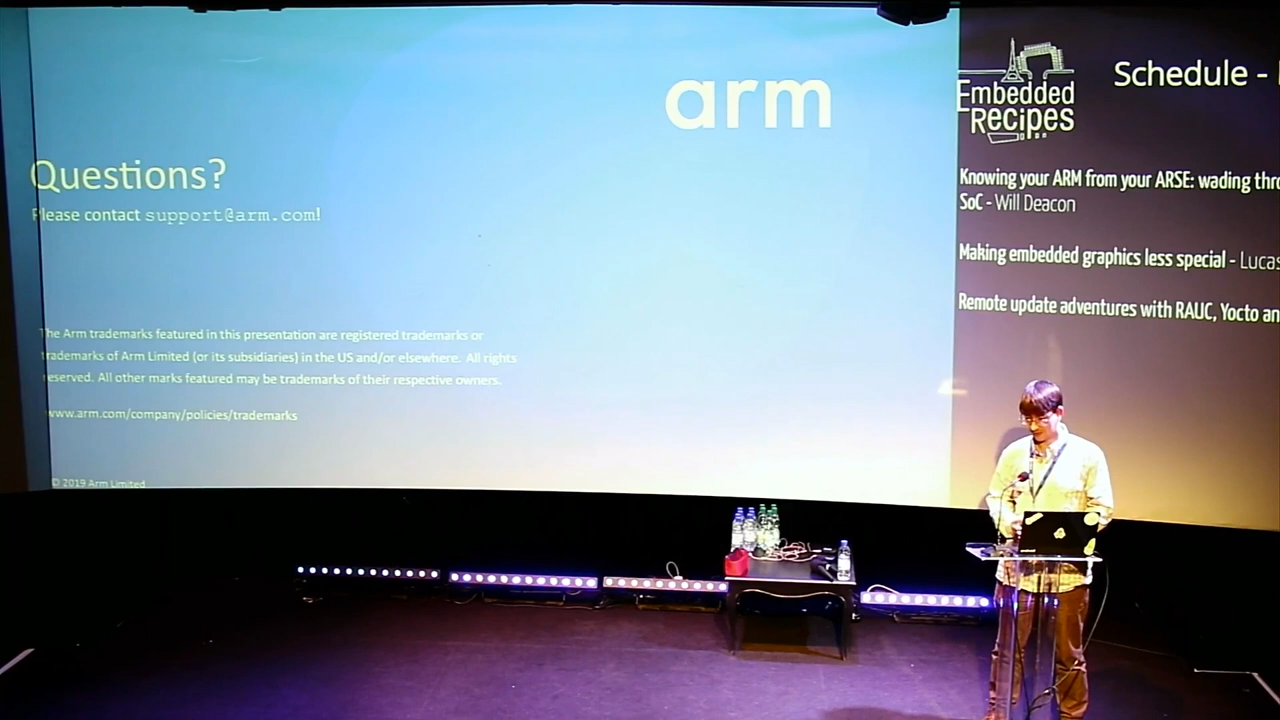 arm
Questions?
Please contact support@arm.com!
The Arm trademarks featured in this presentation are registered trademarks or
trademarks of Arm Limited (or its subsidiaries) in the US and/or elsewhere. All rights
reserved. All other marks featured may be trademarks of their respective owners.
www.arm.com/company/policies/trademarks
© 2019 Arm Limited
Embedded
Recipes
Schedule -
Knowing your ARM from your ARSE: wading
SoC - Will Deacon
Making embedded graphics less special - Lucas
Remote update adventures with RAUC, Yocto